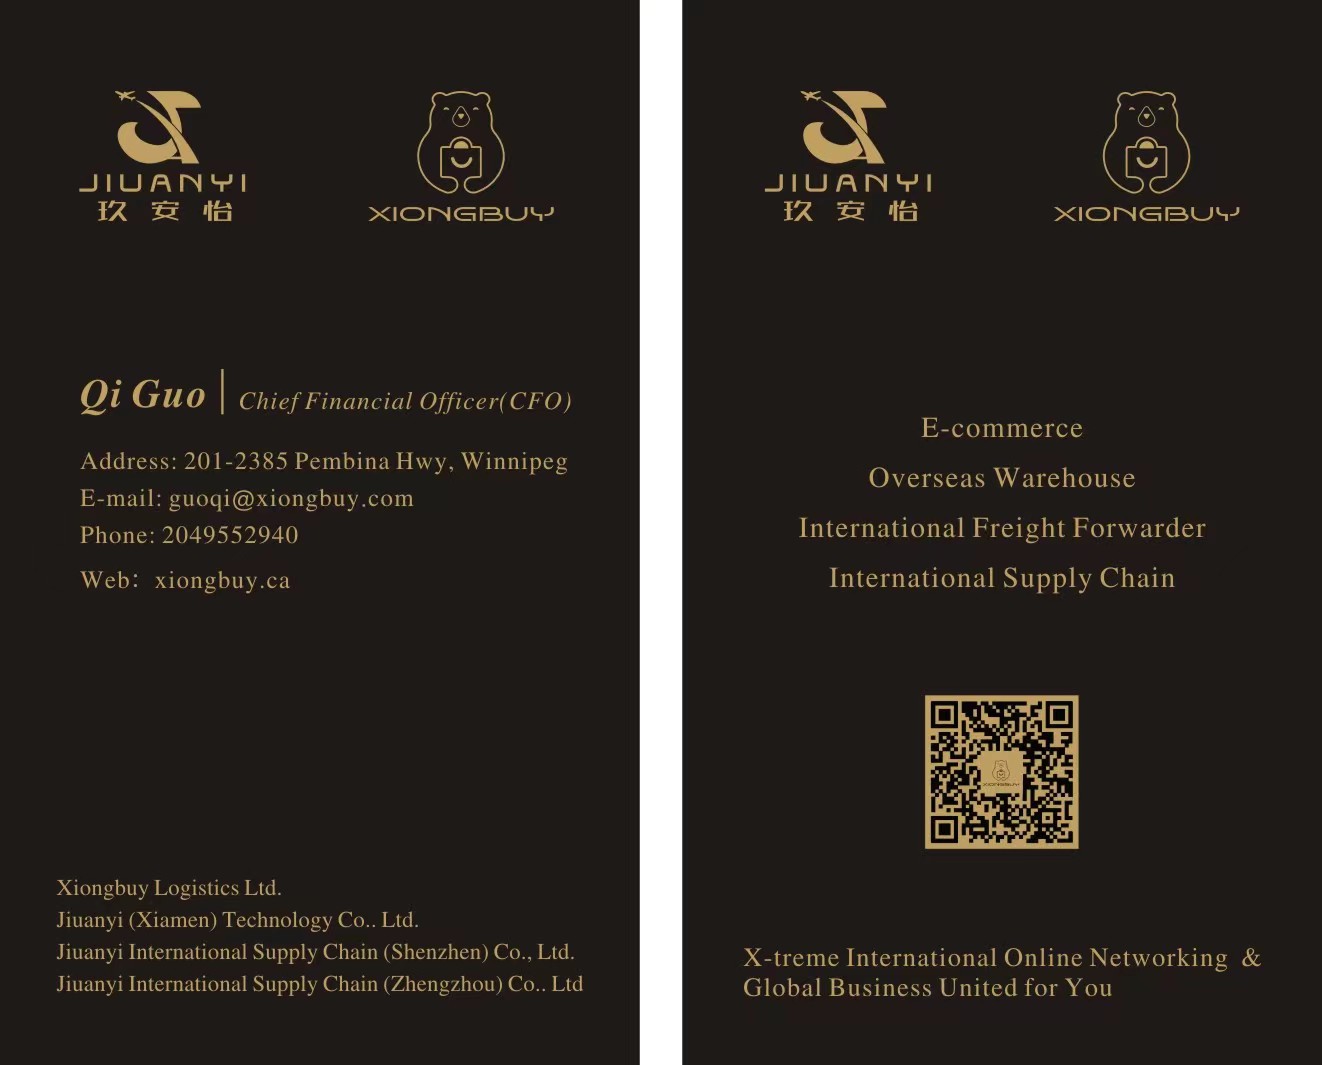 JIUANYI
玖安怡
XIONGBUY
Qi Guo | Chief Financial Officer(CFO)
Address: 201-2385 Pembina Hwy, Winnipeg
E-mail: guoqi@xiongbuy.com
Phone: 2049552940
Web：xiongbuy.ca
Xiongbuy Logistics Ltd.
Jiuanyi (Xiamen) Technology Co.. Ltd.
Jiuanyi International Supply Chain (Shenzhen) Co., Ltd.
Jiuanyi International Supply Chain (Zhengzhou) Co.. Ltd
JIUANYI
玖安怡
XIONGBUY
E-commerce
Overseas Warehouse
International Freight Forwarder
International Supply Chain
XIONGBUY
X-treme International Online Networking &
Global Business United for You